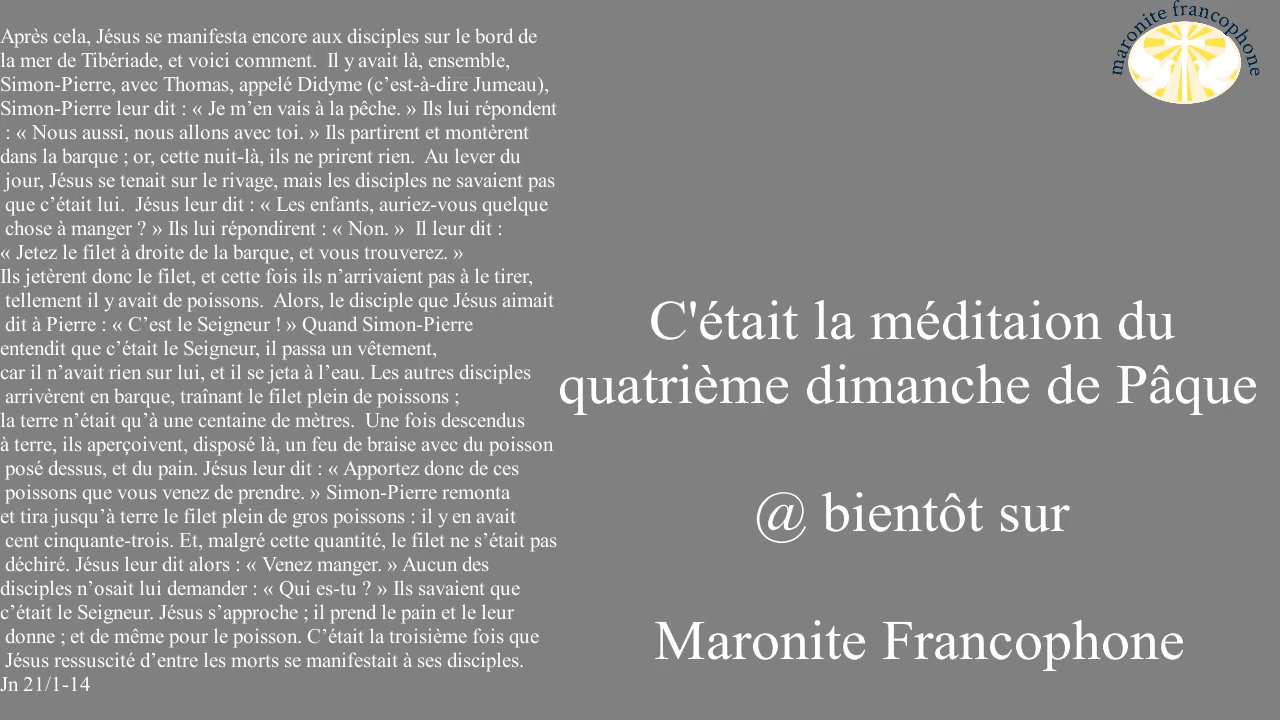 Après cela, Jésus se manifesta encore aux disciples sur le bord de
la mer de Tibériade, et voici comment.  Il y avait là, ensemble,
Simon-Pierre, avec Thomas, appelé Didyme (c’est-à-dire Jumeau),
Simon-Pierre leur dit : « Je m’en vais à la pêche. » Ils lui répondent
: « Nous aussi, nous allons avec toi. » Ils partirent et montèrent
dans la barque ; or, cette nuit-là, ils ne prirent rien.  Au lever du
jour, Jésus se tenait sur le rivage, mais les disciples ne savaient pas
que c’était lui.  Jésus leur dit : « Les enfants, auriez-vous quelque
chose à manger ? » Ils lui répondirent : « Non. »  Il leur dit :
« Jetez le filet à droite de la barque, et vous trouverez. »
Ils jetèrent donc le filet, et cette fois ils n’arrivaient pas à le tirer,
tellement il y avait de poissons.  Alors, le disciple que Jésus aimait
dit à Pierre : « C’est le Seigneur ! » Quand Simon-Pierre
entendit que c’était le Seigneur, il passa un vêtement,
car il n’avait rien sur lui, et il se jeta à l’eau. Les autres disciples
arrivèrent en barque, traînant le filet plein de poissons ;
la terre n’était qu’à une centaine de mètres.  Une fois descendus
à terre, ils aperçoivent, disposé là, un feu de braise avec du poisson
posé dessus, et du pain. Jésus leur dit : « Apportez donc de ces
poissons que vous venez de prendre. » Simon-Pierre remonta
et tira jusqu’à terre le filet plein de gros poissons : il y en avait
cent cinquante-trois. Et, malgré cette quantité, le filet ne s’était pas
déchiré. Jésus leur dit alors : « Venez manger. » Aucun des
disciples n’osait lui demander : « Qui es-tu ? » Ils savaient que
c’était le Seigneur. Jésus s’approche ; il prend le pain et le leur
donne ; et de même pour le poisson. C’était la troisième fois que
Jésus ressuscité d’entre les morts se manifestait à ses disciples.
Jn 21/1-14
maronite francophone
C'était la méditaion du
quatrième dimanche de Pâque
@ bientôt sur
Maronite Francophone